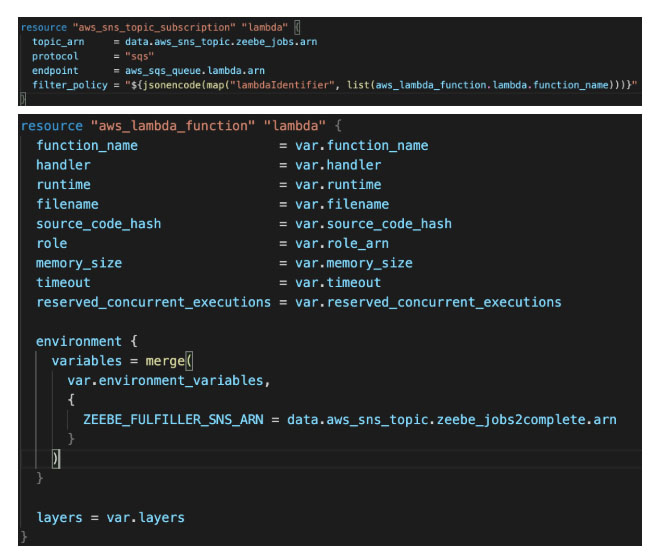 resource "aws_sns_topic_subscription" "lambda" {
  topic_arn     = data.aws_sns_topic.zeebe_jobs.arn
  protocol      = "sqs"
  endpoint      = aws_sqs_queue.lambda.arn
  filter_policy = "${jsonencode(map("lambdaIdentifier", list(aws_lambda_function.lambda.function_name)))}"
}
resource "aws_lambda_function" "lambda" {
  function_name                  = var.function_name
  handler                        = var.handler
  runtime                        = var.runtime
  filename                       = var.filename
  source_code_hash               = var.source_code_hash
  role                           = var.role_arn
  memory_size                    = var.memory_size
  timeout                        = var.timeout
  reserved_concurrent_executions = var.reserved_concurrent_executions

  environment {
    variables = merge(
      var.environment_variables,
      {
        ZEEBE_FULFILLER_SNS_ARN = data.aws_sns_topic.zeebe_jobs2complete.arn
      }
    )
  }

  layers = var.layers
}